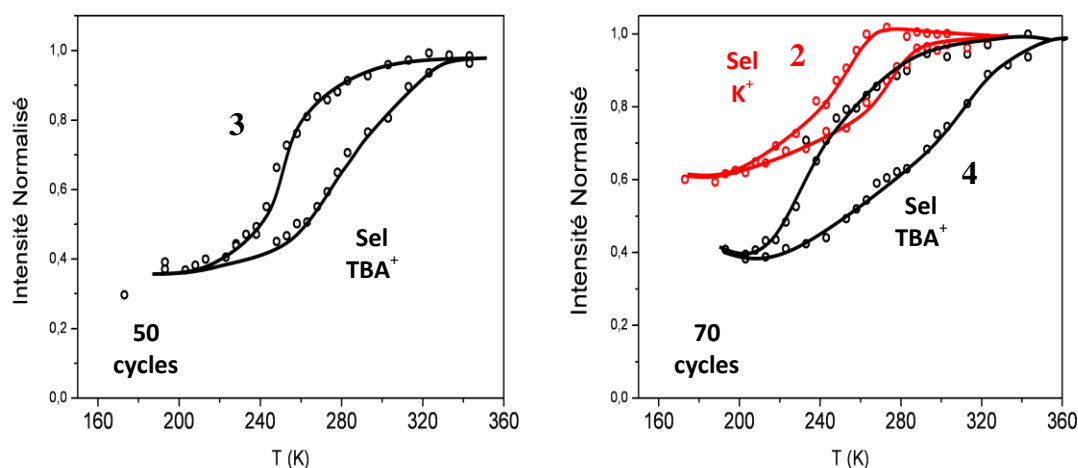 Intensité Normalisé
1,0
0,8
0,6
0,4
0,2
0,0
3
Sel
TBA+
50
cycles
160 200 240 280 320 360
T (K)
Intensité Normalisé
1,0
0,8
0,6
0,4
0,2
0,0
Sel
K+
2
4
Sel
TBA+
70
cycles
160 200 240 280 320 360
T (K)